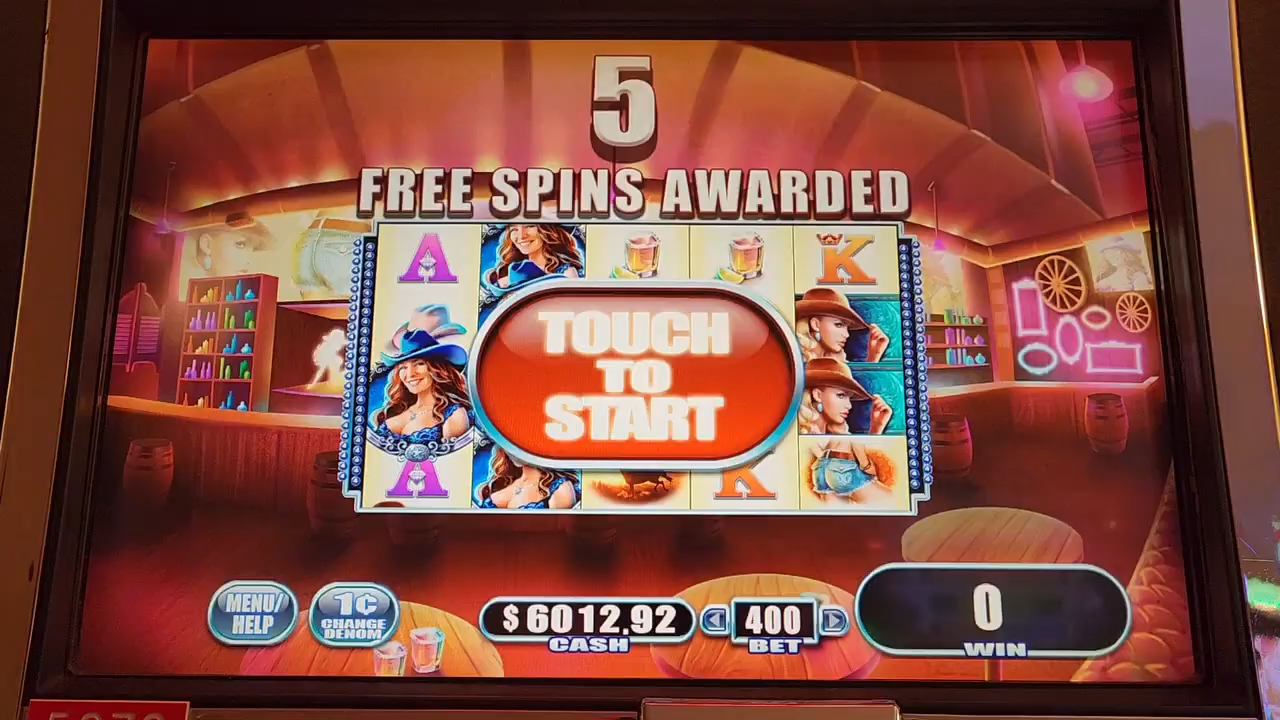 5
FREE SPINS AWARDED
A
K
TOUCH
TO
START
A
K
MENU/
HELP
1¢
CHANGE
DENOM
$6012.92
CASH
400
BET
0
WIN